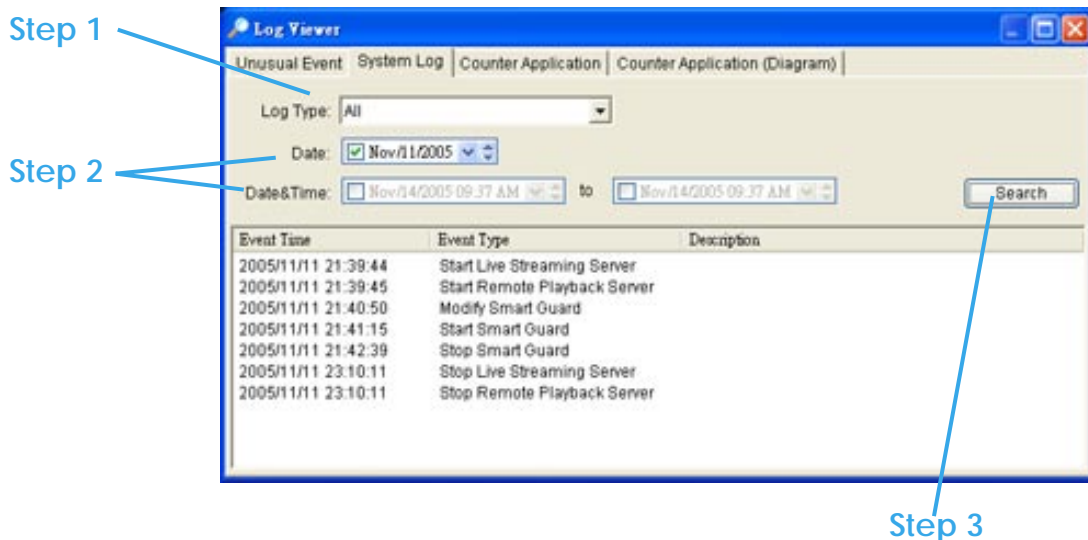 Step 1
Log Viewer
Unusual Event System Log Counter Application Counter Application (Diagram)
Log Type: All
Date: Nov/11/2005
Step 2
Date&Time: Nov/14/2005 09:37 AM to Nov/14/2005 09:37 AM Search
Event Time Event Type Description
2005/11/11 21:39:44 Start Live Streaming Server
2005/11/11 21:39:45 Start Remote Playback Server
2005/11/11 21:40:50 Modify Smart Guard
2005/11/11 21:41:15 Start Smart Guard
2005/11/11 21:42:39 Stop Smart Guard
2005/11/11 23:10:11 Stop Live Streaming Server
2005/11/11 23:10:11 Stop Remote Playback Server
Step 3